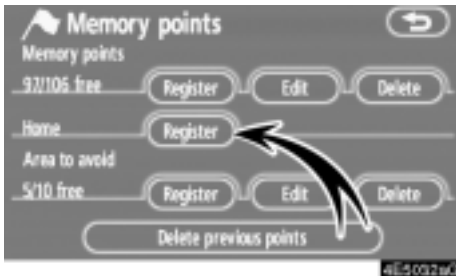 Memory points
Memory points
97/106 free Register Edit Delete
Home Register
Area to avoid
5/10 free Register Edit Delete
Delete previous points
4E5032aC